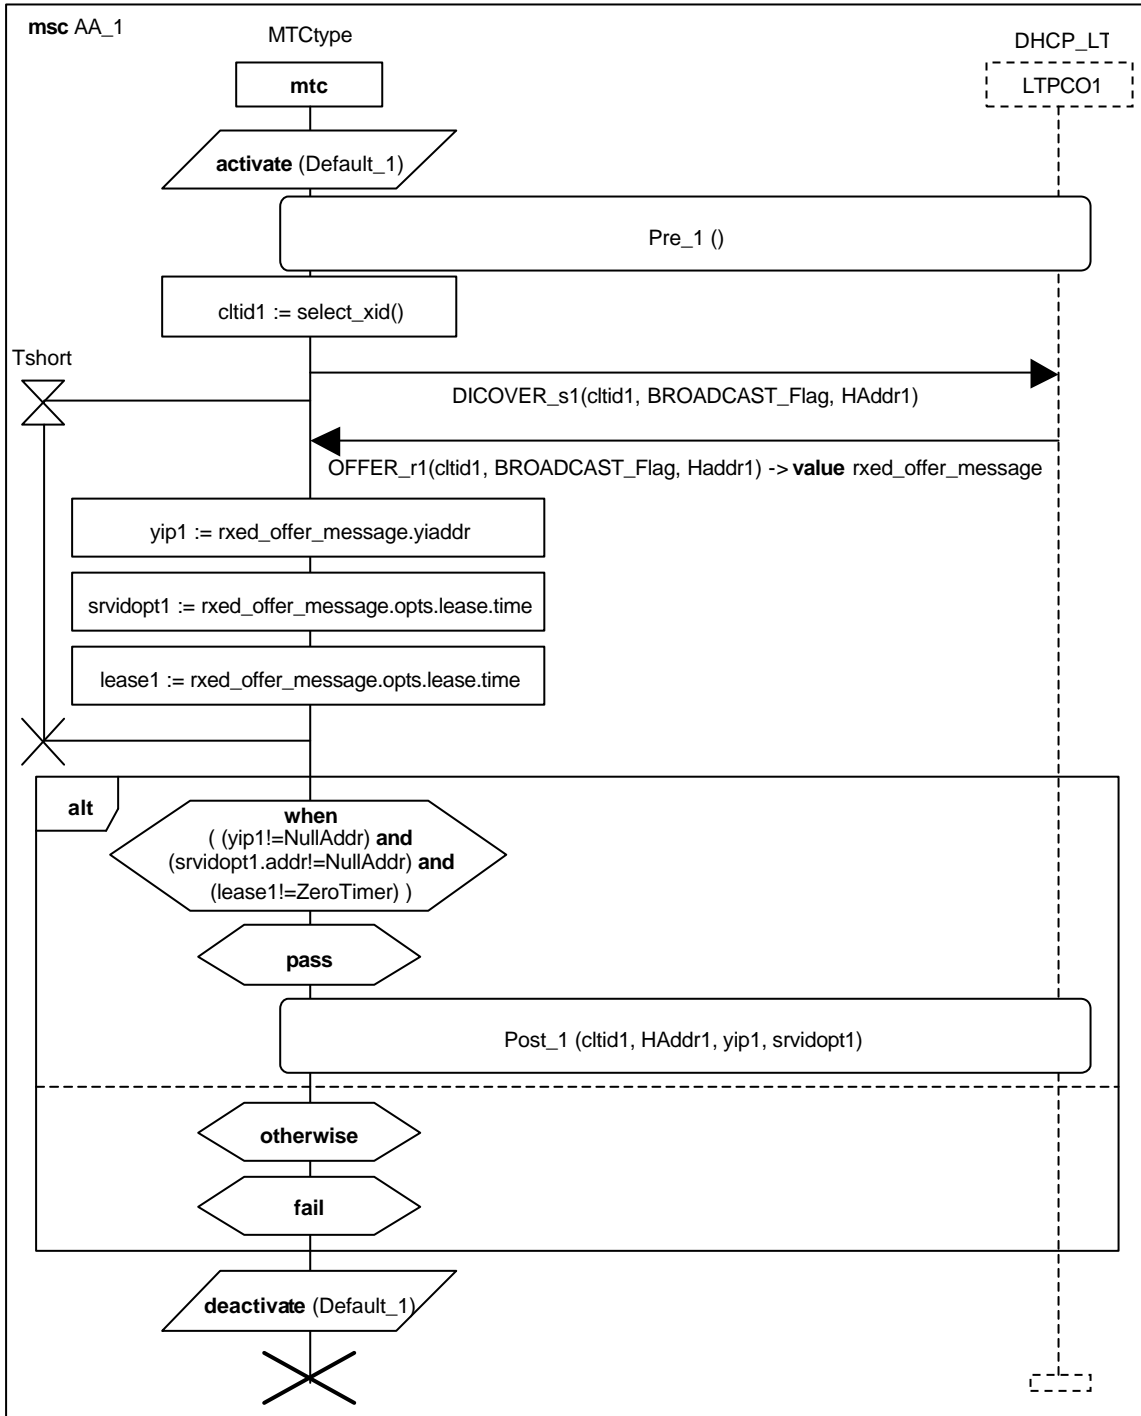 msc AA_1
MTCtype
DHCP_LT
mtc
LTPCO1
activate (Default_1)
Pre_1 ()
cltid1 := select_xid()
Tshort
DICOVER_s1(cltid1, BROADCAST_Flag, HAddr1)
OFFER_r1(cltid1, BROADCAST_Flag, Haddr1) -> value rxed_offer_message
yip1 := rxed_offer_message.yiaddr
srvidopt1 := rxed_offer_message.opts.lease.time
lease1 := rxed_offer_message.opts.lease.time
alt
when
( (yip1!=NullAddr) and
(srvidopt1.addr!=NullAddr) and
(lease1!=ZeroTimer) )
pass
Post_1 (cltid1, HAddr1, yip1, srvidopt1)
otherwise
fail
deactivate (Default_1)